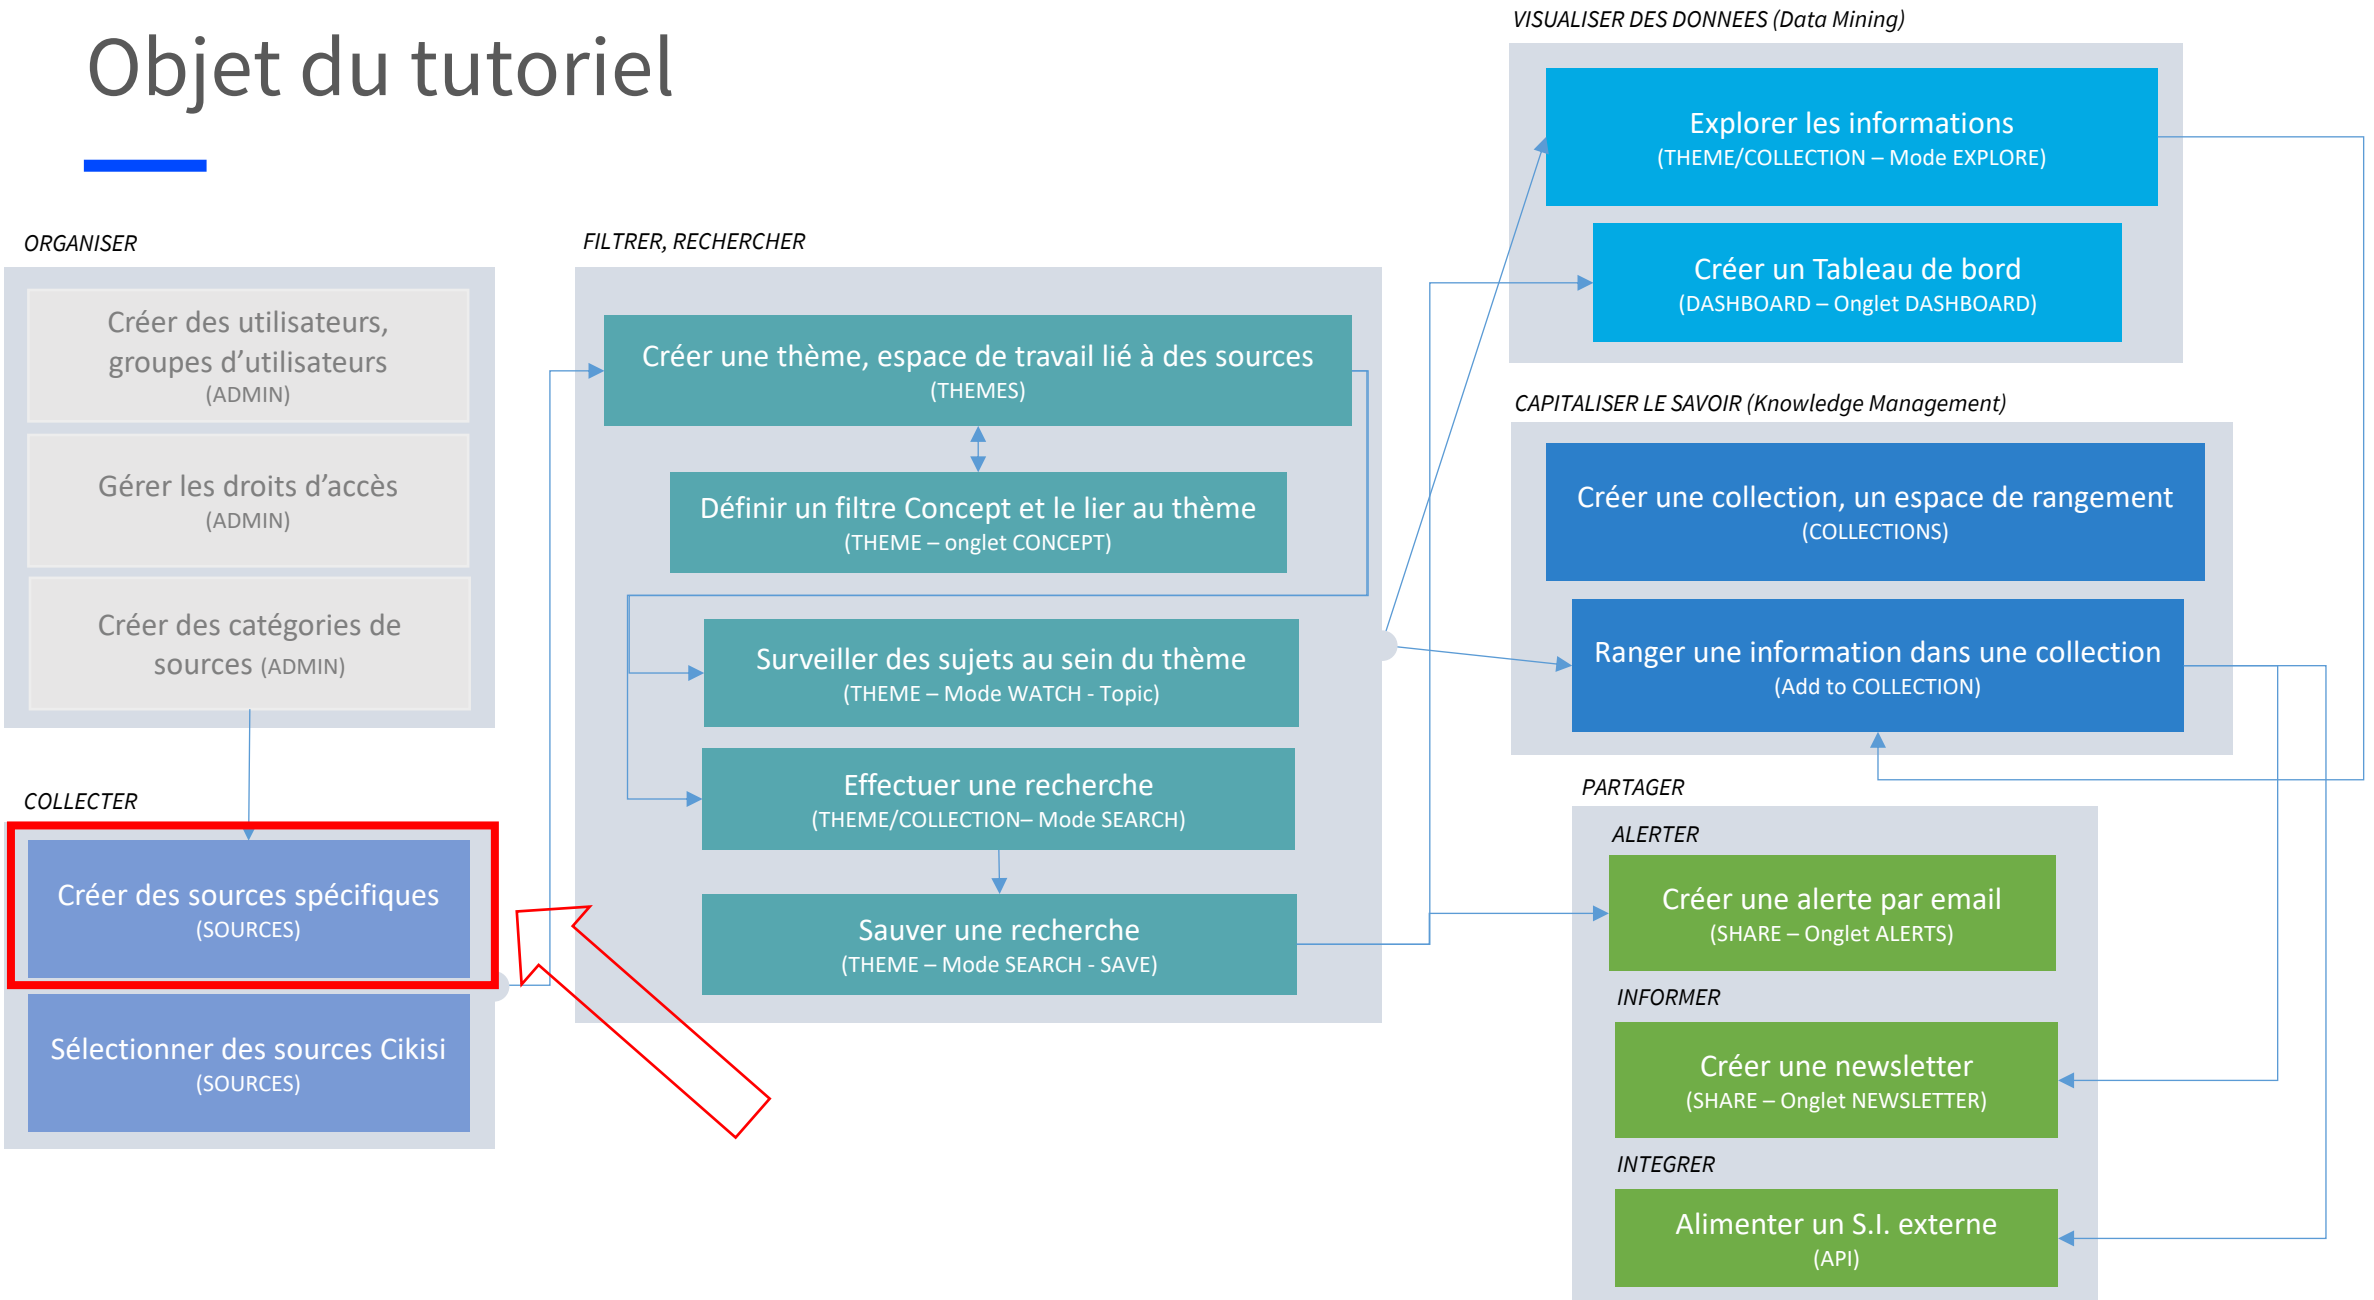 Objet du tutoriel
ORGANISER
Créer des utilisateurs,
groupes d’utilisateurs
(ADMIN)
Gérer les droits d’accès
(ADMIN)
Créer des catégories de
sources (ADMIN)
COLLECTER
Créer des sources spécifiques
(SOURCES)
Sélectionner des sources Cikisi
(SOURCES)
FILTRER, RECHERCHER
Créer une thème, espace de travail lié à des sources
(THEMES)
Définir un filtre Concept et le lier au thème
(THEME – onglet CONCEPT)
Surveiller des sujets au sein du thème
(THEME – Mode WATCH - Topic)
Effectuer une recherche
(THEME/COLLECTION– Mode SEARCH)
Sauver une recherche
(THEME – Mode SEARCH - SAVE)
VISUALISER DES DONNEES (Data Mining)
Explorer les informations
(THEME/COLLECTION – Mode EXPLORE)
Créer un Tableau de bord
(DASHBOARD – Onglet DASHBOARD)
CAPITALISER LE SAVOIR (Knowledge Management)
Créer une collection, un espace de rangement
(COLLECTIONS)
Ranger une information dans une collection
(Add to COLLECTION)
PARTAGER
ALERTER
Créer une alerte par email
(SHARE – Onglet ALERTS)
INFORMER
Créer une newsletter
(SHARE – Onglet NEWSLETTER)
INTEGRER
Alimenter un S.I. externe
(API)